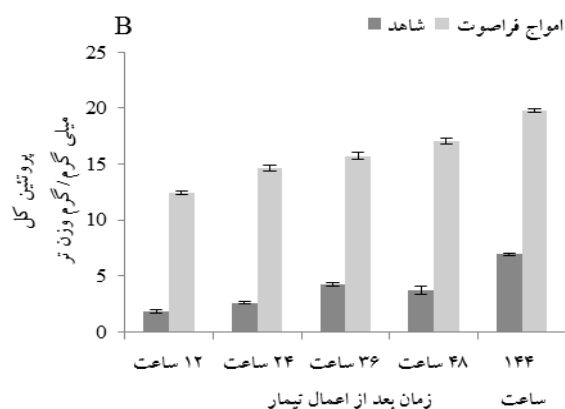 B
امواج فراصوت
شاهد
پروتئین کل
میلی گرم/گرم وزن تر
25
20
15
10
5
0
۱۲ ساعت
۲۴ ساعت
۳۶ ساعت
۴۸ ساعت
۱۴۴
ساعت
زمان بعد از اعمال تیمار